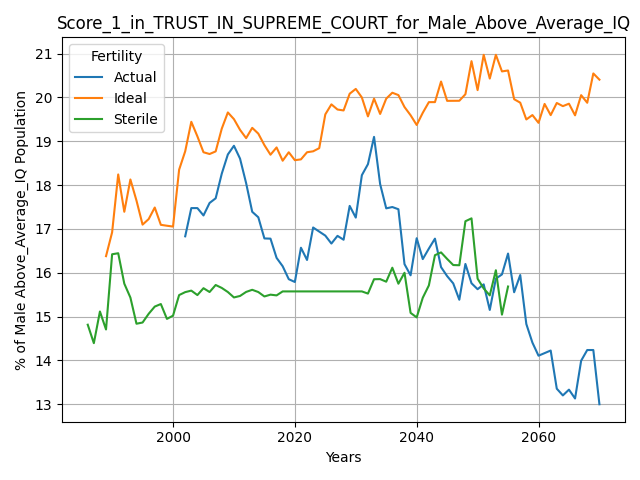 Score_1_in_TRUST_IN_SUPREME_COURT_for_Male_Above_Average_IQ
Fertility
Actual
Ideal
Sterile
% of Male Above_Average_IQ Population
21
20
19
18
17
16
15
14
13
2000
2020
2040
2060
Years